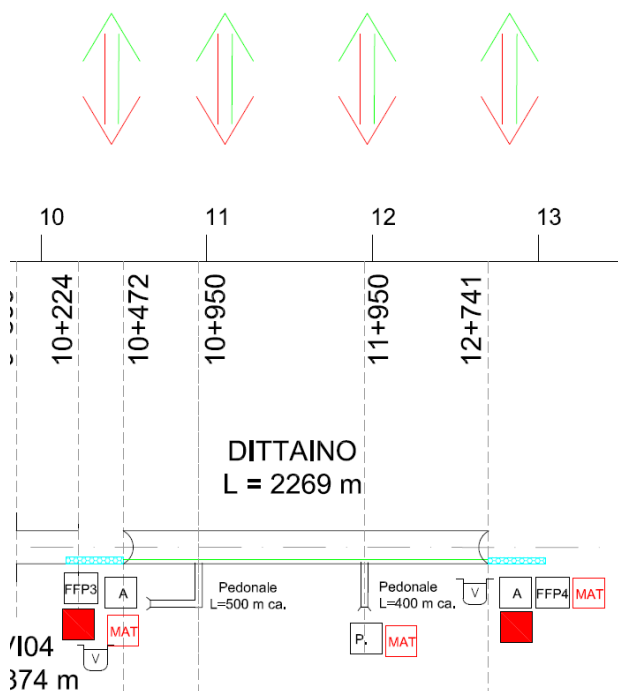 10 11 12 13
10+224
10+472
10+950
11+950
12+741
DITTAINO
L = 2269 m
FFP3 A
Pedonale
L=500 m ca.
Pedonale
L=400 m ca.
V A FFP4 MAT
MAT
P. MAT
V
VI04
374 m